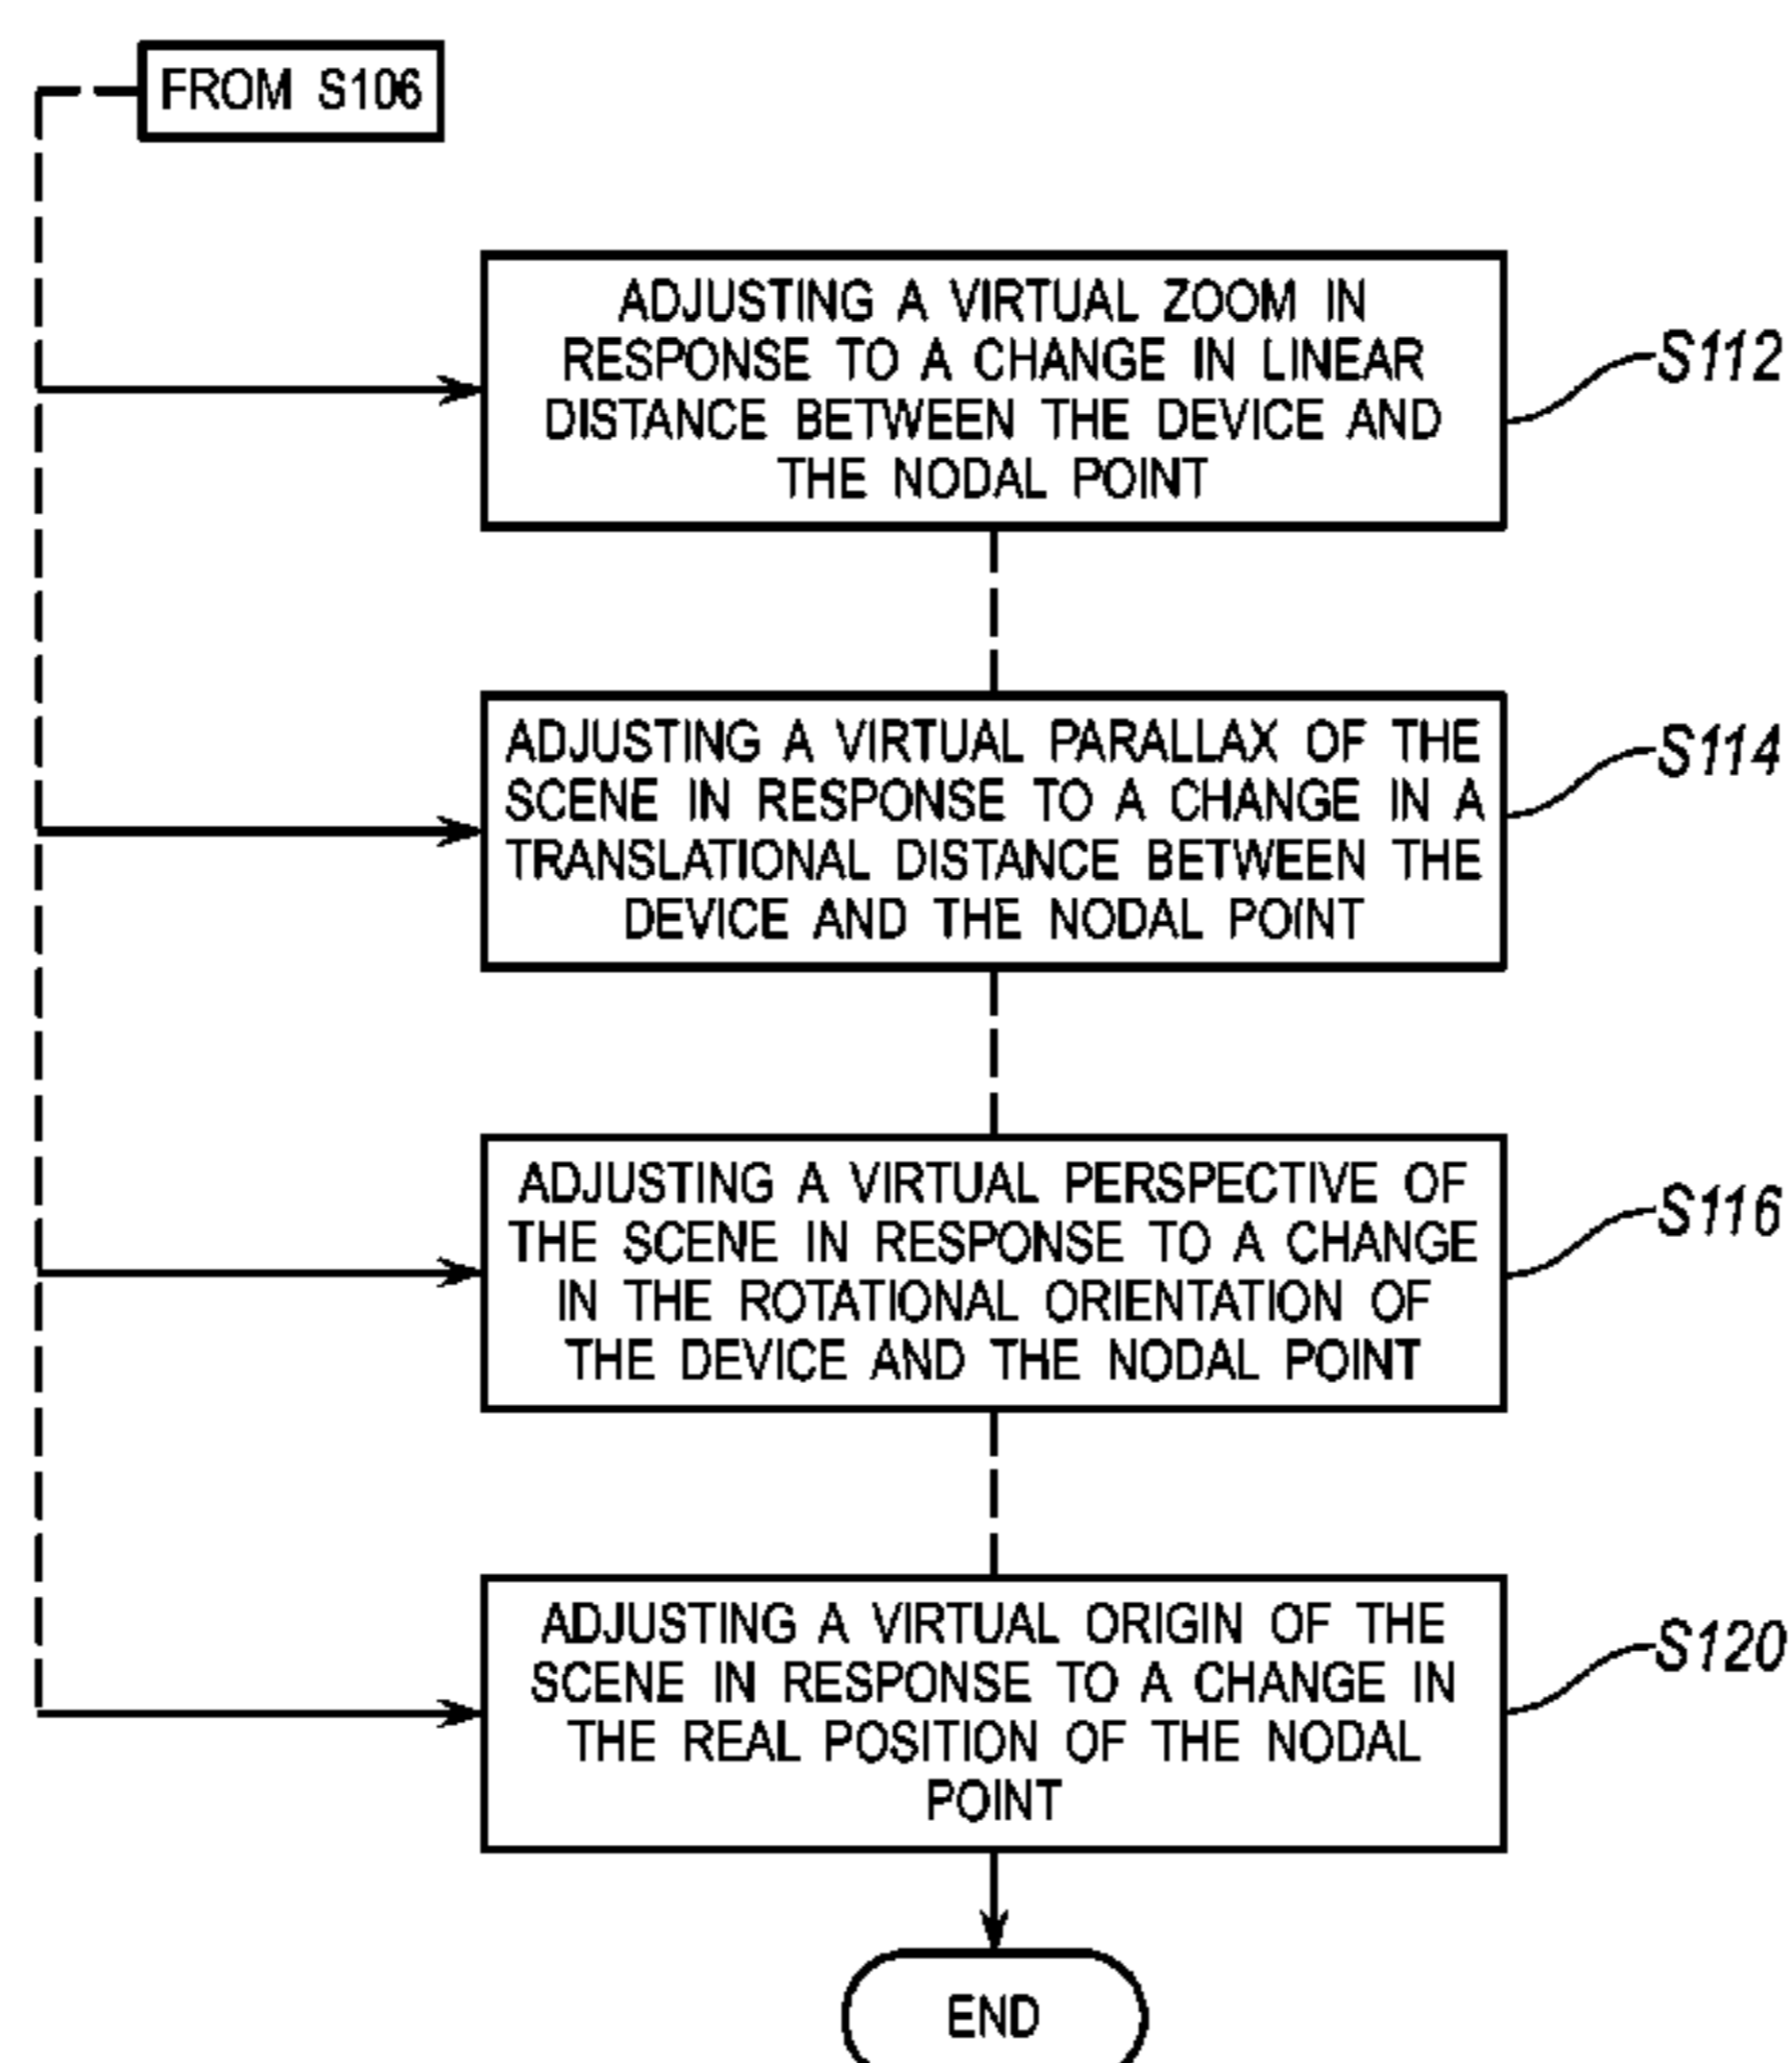 FROM S106
ADJUSTING A VIRTUAL ZOOM IN
RESPONSE TO A CHANGE IN LINEAR
DISTANCE BETWEEN THE DEVICE AND
THE NODAL POINT
S112
ADJUSTING A VIRTUAL PARALLAX OF THE
SCENE IN RESPONSE TO A CHANGE IN A
TRANSLATIONAL DISTANCE BETWEEN THE
DEVICE AND THE NODAL POINT
S114
ADJUSTING A VIRTUAL PERSPECTIVE OF
THE SCENE IN RESPONSE TO A CHANGE
IN THE ROTATIONAL ORIENTATION OF
THE DEVICE AND THE NODAL POINT
S116
ADJUSTING A VIRTUAL ORIGIN OF THE
SCENE IN RESPONSE TO A CHANGE IN
THE REAL POSITION OF THE NODAL
POINT
S120
END